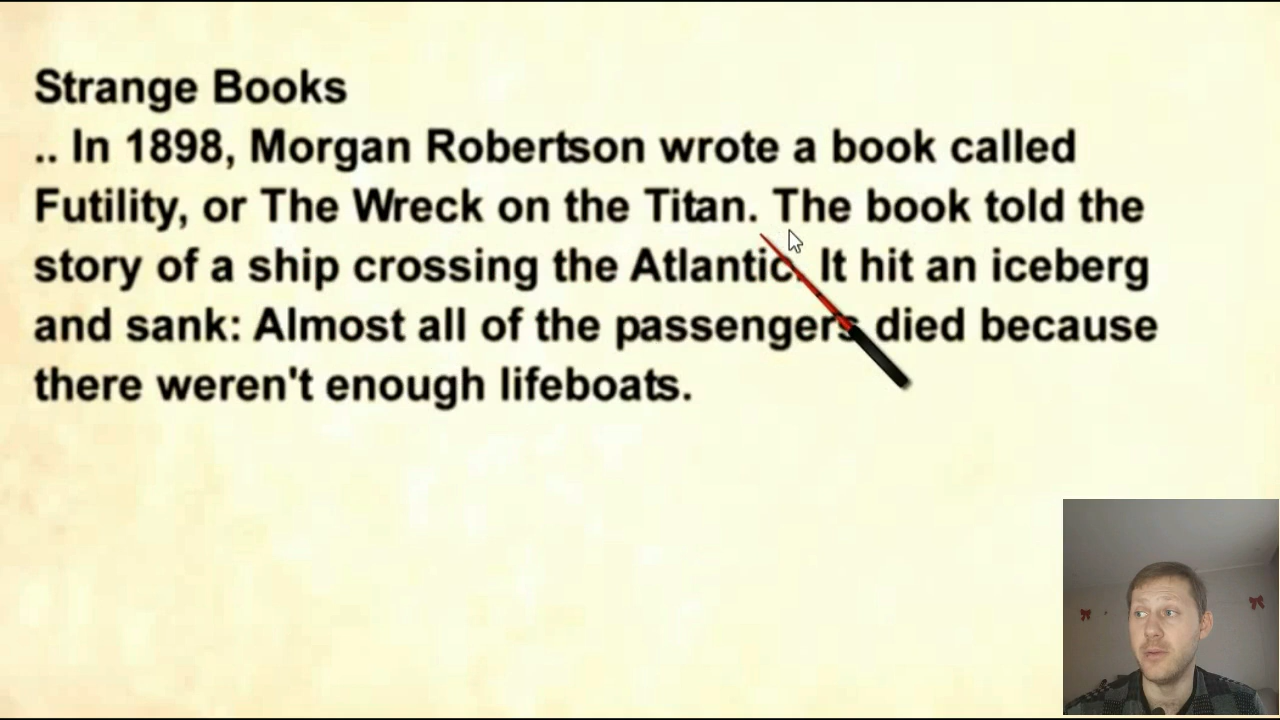 Strange Books
.. In 1898, Morgan Robertson wrote a book called
Futility, or The Wreck on the Titan. The book told the
story of a ship crossing the Atlantic. It hit an iceberg
and sank: Almost all of the passengers died because
there weren't enough lifeboats.